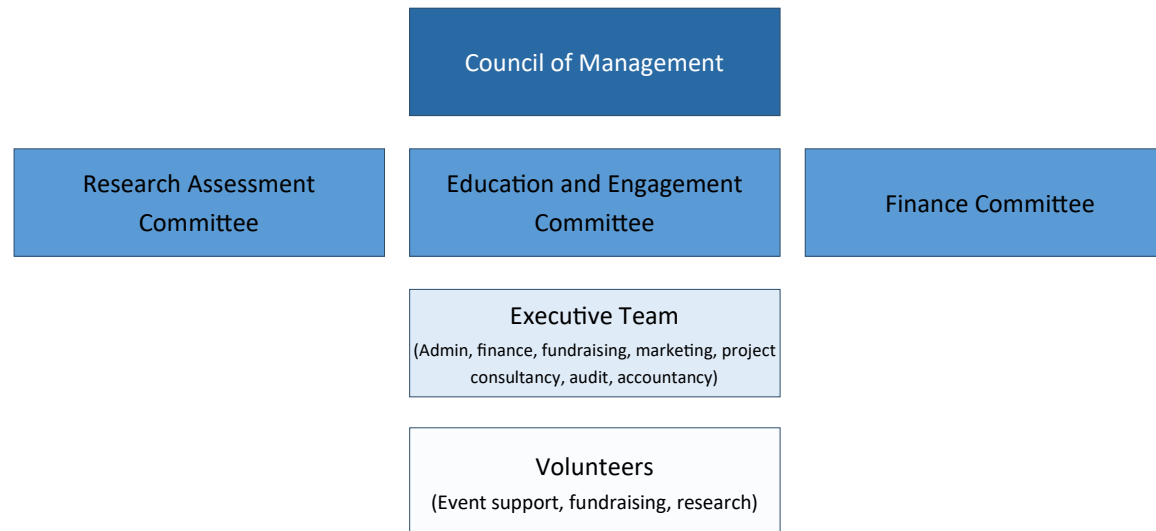 Council of Management
Research Assessment
Committee
Education and Engagement
Committee
Finance Committee
Executive Team
(Admin, finance, fundraising, marketing, project
consultancy, audit, accountancy)
Volunteers
(Event support, fundraising, research)